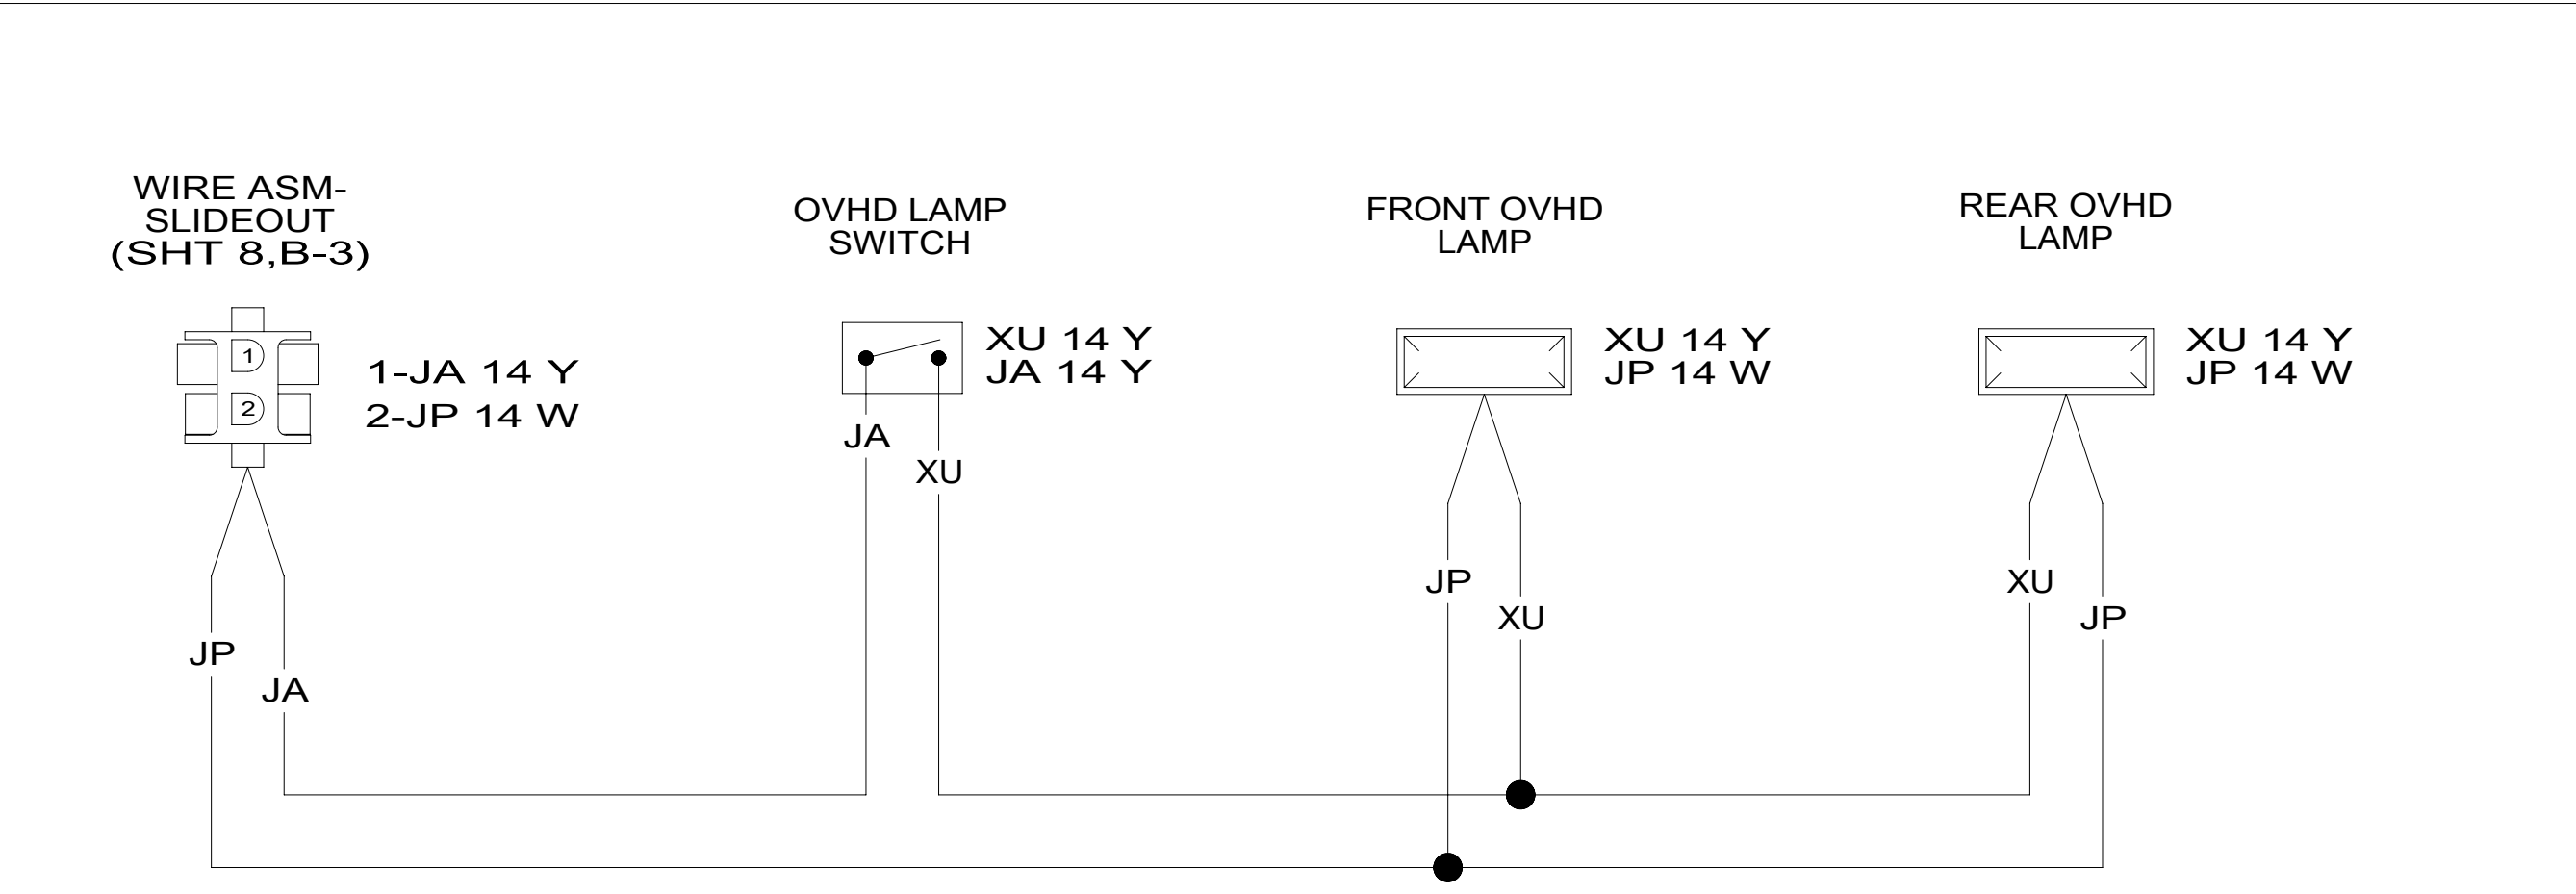 WIRE ASM-
SLIDEOUT
(SHT 8,B-3)
OVHD LAMP
SWITCH
FRONT OVHD
LAMP
REAR OVHD
LAMP
1
2
1-JA 14 Y
2-JP 14 W
XU 14 Y
JA 14 Y
XU 14 Y
JP 14 W
XU 14 Y
JP 14 W
JP
JA
JA
XU
JP
XU
XU
JP